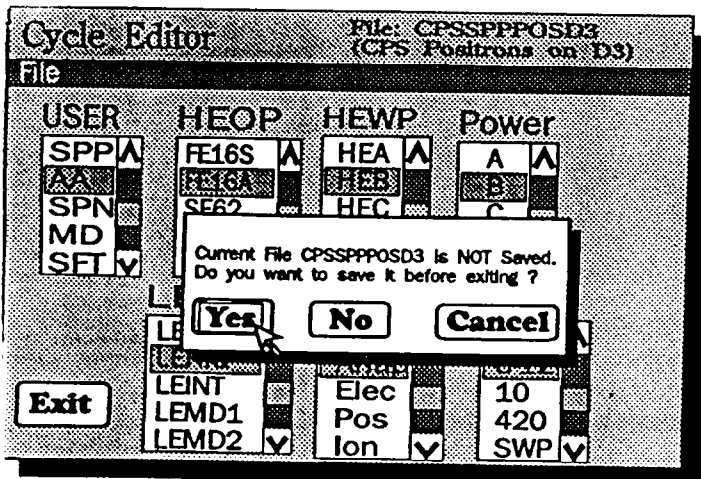 Cycle Editor
File: CPSSPPPOSD3
(CPS Positrons on D3)
File
USER HEOP HEWP Power
SPP FE16S HEA A
AA FE16A HEB B
SPN SF62 HEC C
MD
SFT
Current File CPSSPPPOSD3 is NOT Saved.
Do you want to save it before exiting ?
Yes No Cancel
Exit
LEINT Elec 10
LEMD1 Pos 420
LEMD2 Ion SWP